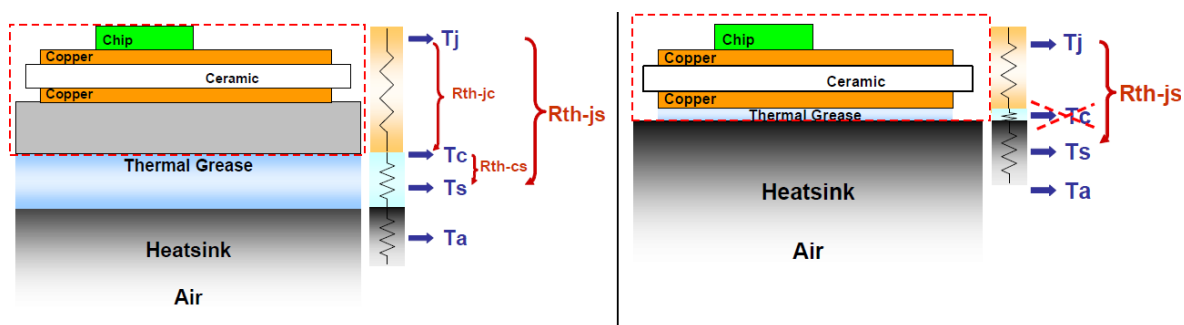 Chip
Copper
Ceramic
Copper
Thermal Grease
Heatsink
Air
Tj
Rth-jc
Rth-js
Tc
Rth-cs
Ts
Ta
Chip
Copper
Ceramic
Copper
Thermal Grease
Heatsink
Air
Tj
Rth-js
Tc
Ts
Ta